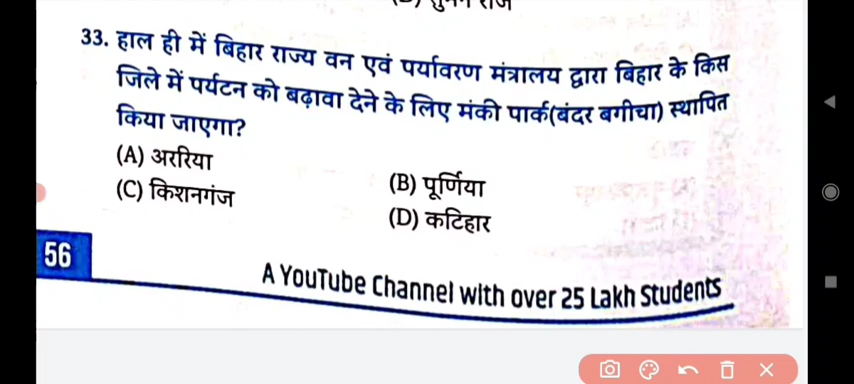 33. हाल ही में बिहार राज्य वन एवं पर्यावरण मंत्रालय द्वारा बिहार के किस
जिले में पर्यटन को बढ़ावा देने के लिए मंकी पार्क(बंदर बगीचा) स्थापित
किया जाएगा?
(A) अररिया
(B) पूर्णिया
(C) किशनगंज
(D) कटिहार
56
A YouTube Channel with over 25 Lakh Students